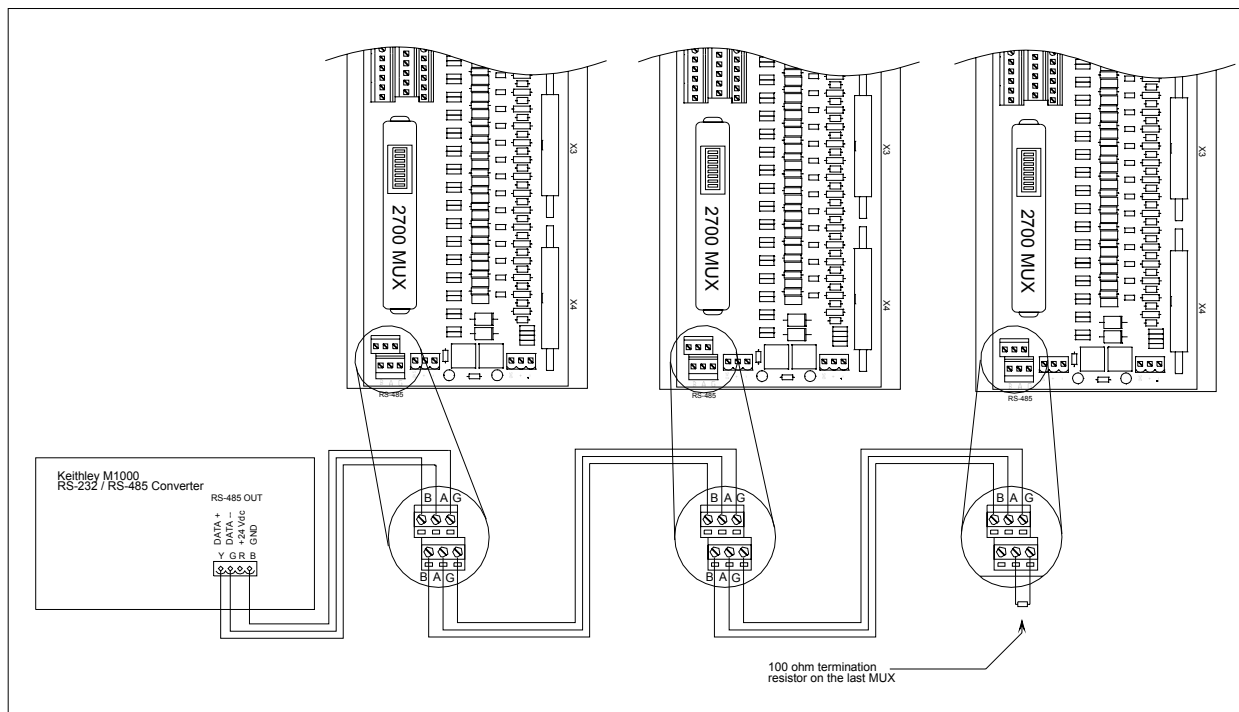 X3
X4
2700 MUX
RS-485
X3
X4
2700 MUX
RS-485
X3
X4
2700 MUX
RS-485
Keithley M1000
RS-232 / RS-485 Converter
RS-485 OUT
DATA +
DATA –
+24 Vdc
GND
Y G R B
B A G
B A G
B A G
B A G
B A G
100 ohm termination
resistor on the last MUX